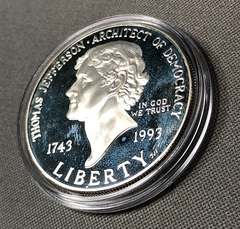 THOMAS JEFFERSON · ARCHITECT OF DEMOCRACY
IN GOD
WE TRUST
1743 1993
LIBERTY